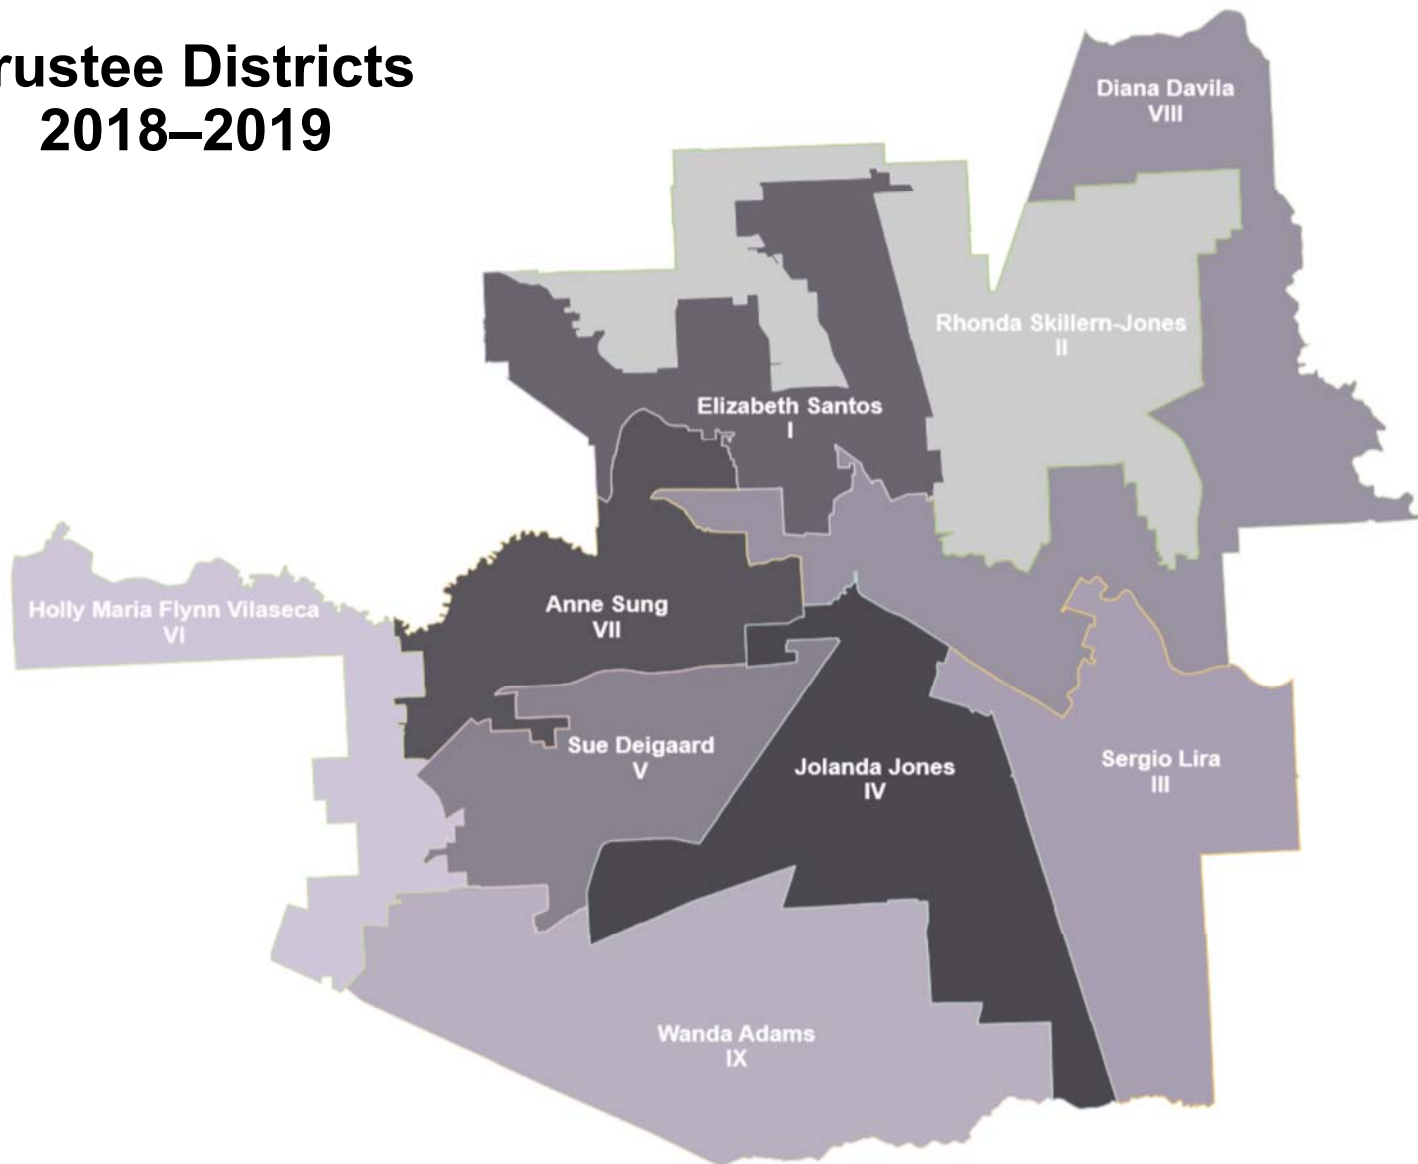 rustee Districts
2018–2019
Diana Davila
VIII
Rhonda Skillern-Jones
II
Elizabeth Santos
I
Holly Maria Flynn Vilaseca
VI
Anne Sung
VII
Sue Deigaard
V
Jolanda Jones
IV
Sergio Lira
III
Wanda Adams
IX